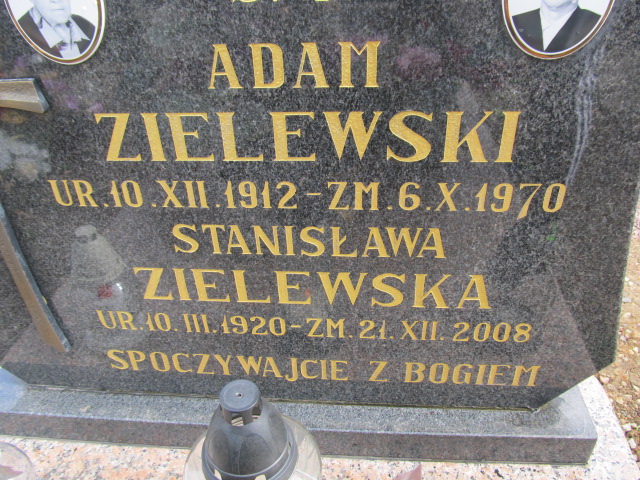 ADAM
ZIELEWSKI
UR.10.XII.1912-ZM.6.X.1970
STANISŁAWA
ZIELEWSKA
UR.10.III.1920-ZM.21.XII.2008
SPOCZYWAJCIE Z BOGIEM